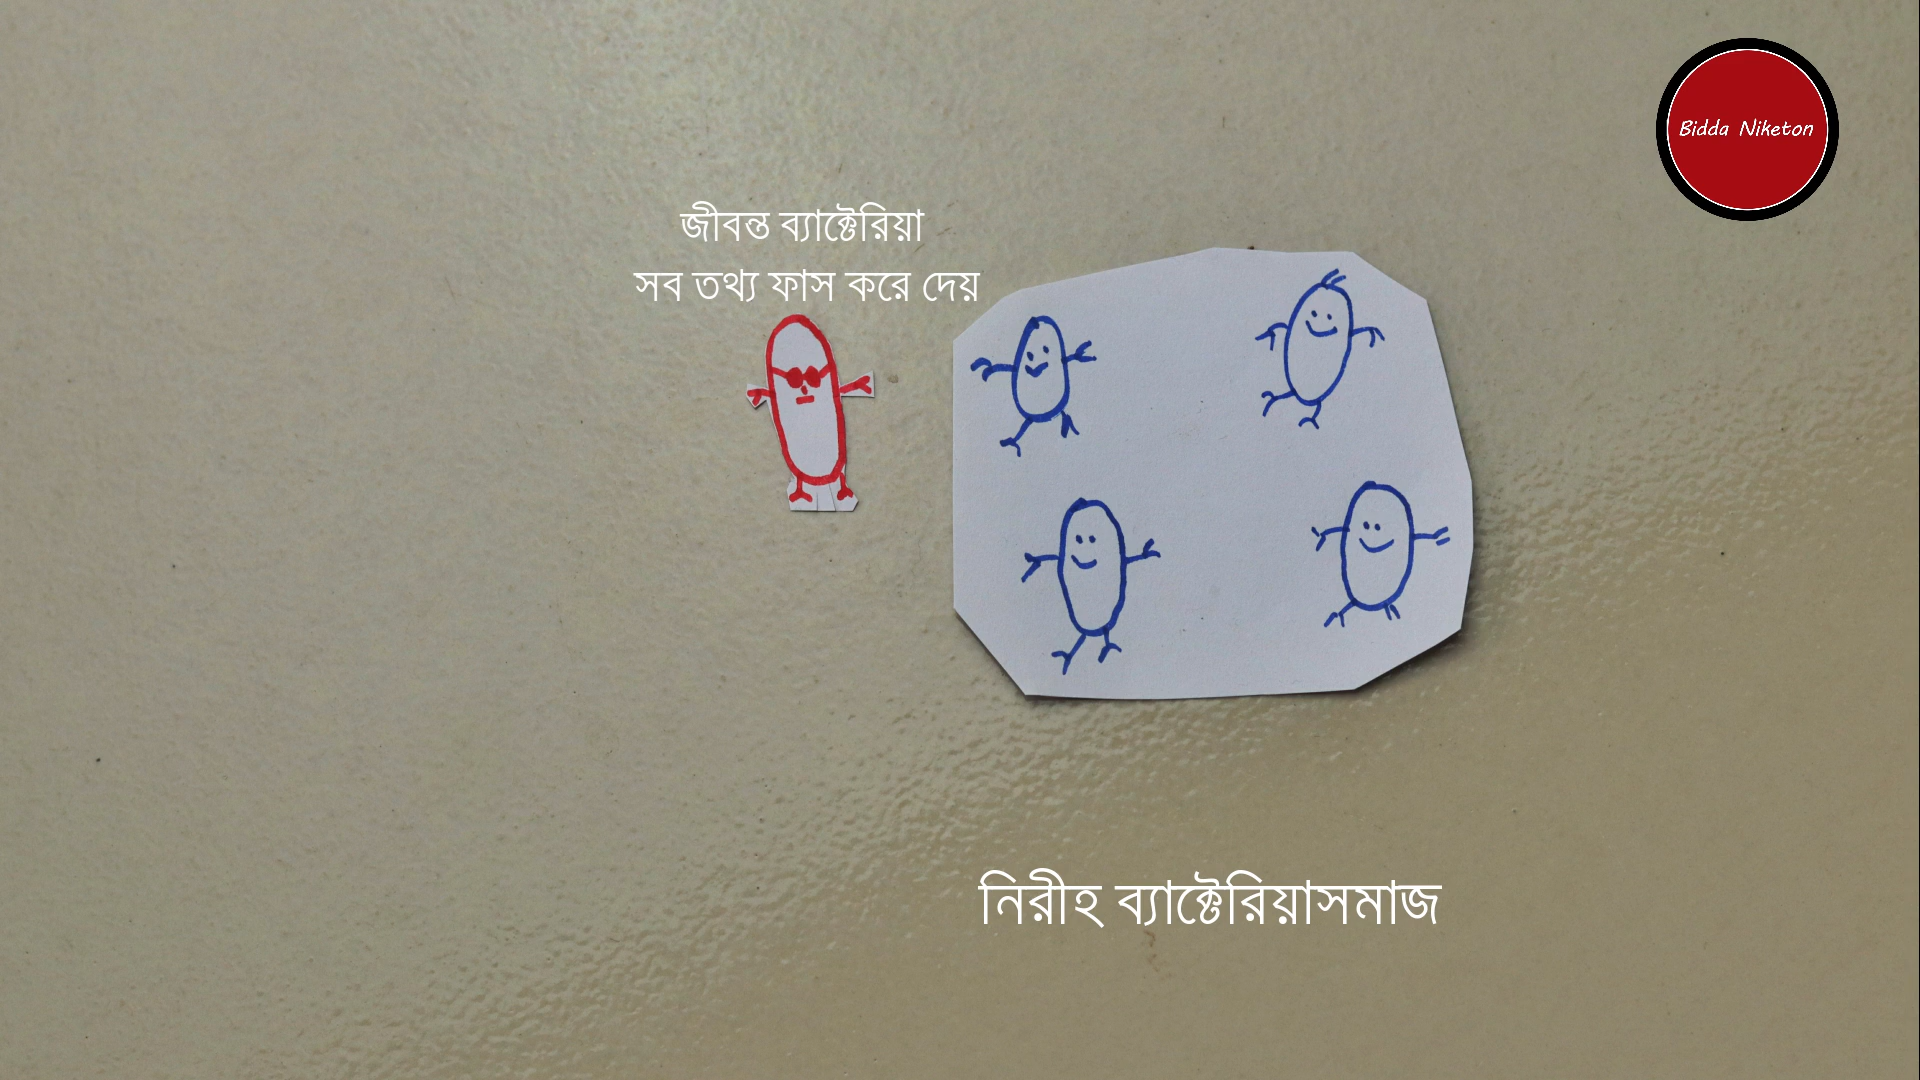 Bidda Niketon
জীবন্ত ব্যাক্টেরিয়া
সব তথ্য ফাস করে দেয়
নিরীহ ব্যাক্টেরিয়াসমাজ